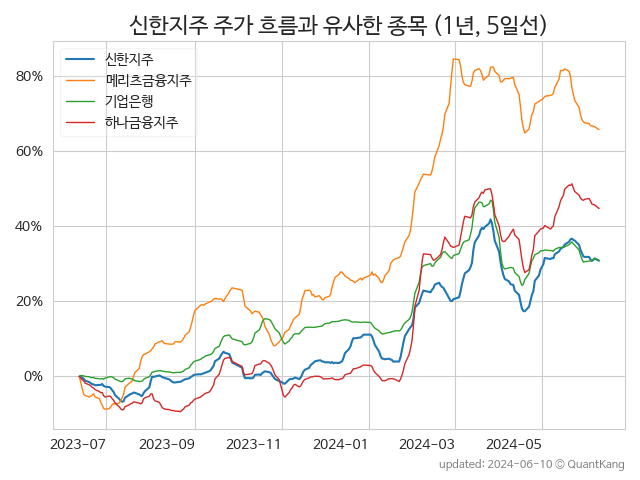 신한지주 주가 흐름과 유사한 종목 (1년, 5일선)
신한지주
메리츠금융지주
기업은행
하나금융지주
80%
60%
40%
20%
0%
2023-07 2023-09 2023-11 2024-01 2024-03 2024-05
updated: 2024-06-10 © QuantKang